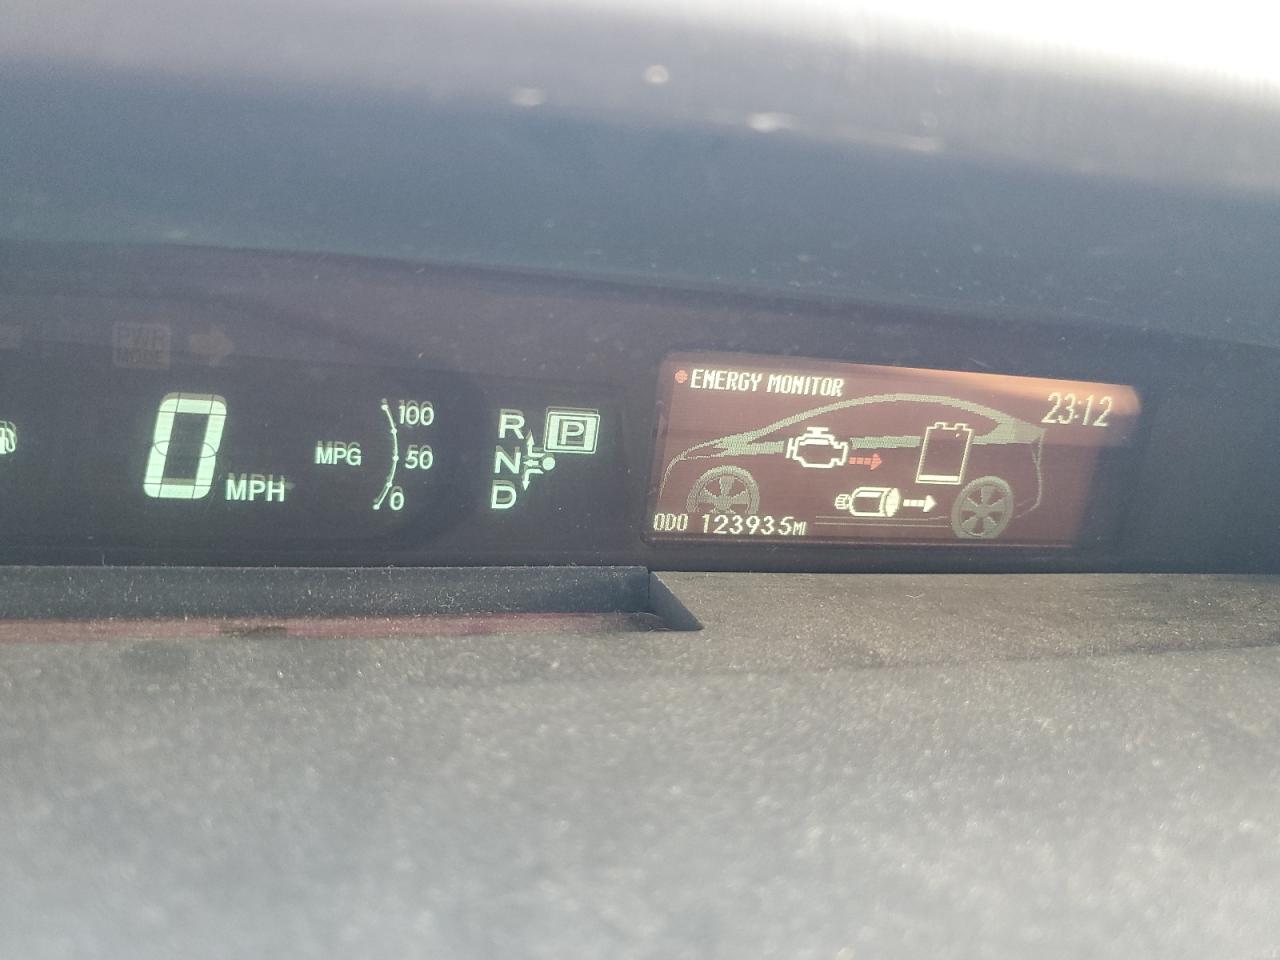 PWR
MODE
0 MPH
MPG
100
50
0
R
N
D
P
ENERGY MONITOR
23:12
ODO 123935MI